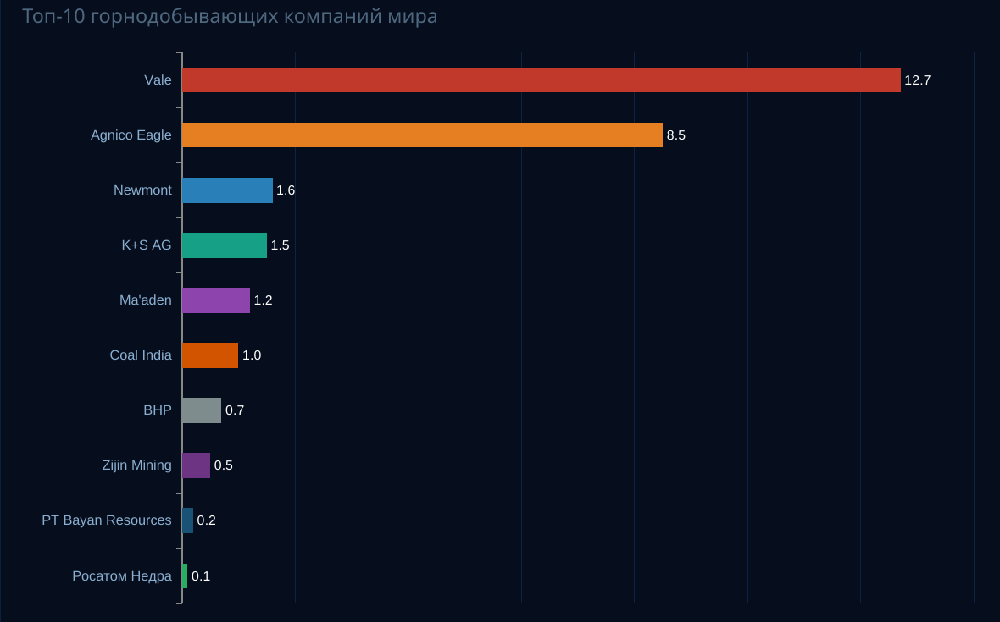 Топ-10 горнодобывающих компаний мира
Vale 12.7
Agnico Eagle 8.5
Newmont 1.6
K+S AG 1.5
Ma'aden 1.2
Coal India 1.0
BHP 0.7
Zijin Mining 0.5
PT Bayan Resources 0.2
Росатом Недра 0.1